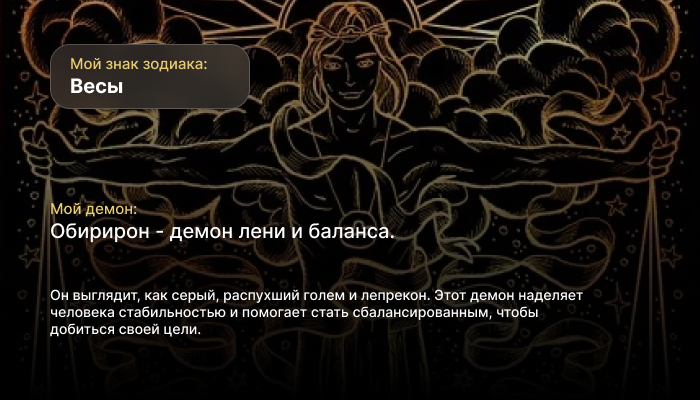 Мой знак зодиака:
Весы
Мой демон:
Обирирон - демон лени и баланса.
Он выглядит, как серый, распухший голем и лепрекон. Этот демон наделяет
человека стабильностью и помогает стать сбалансированным, чтобы
добиться своей цели.